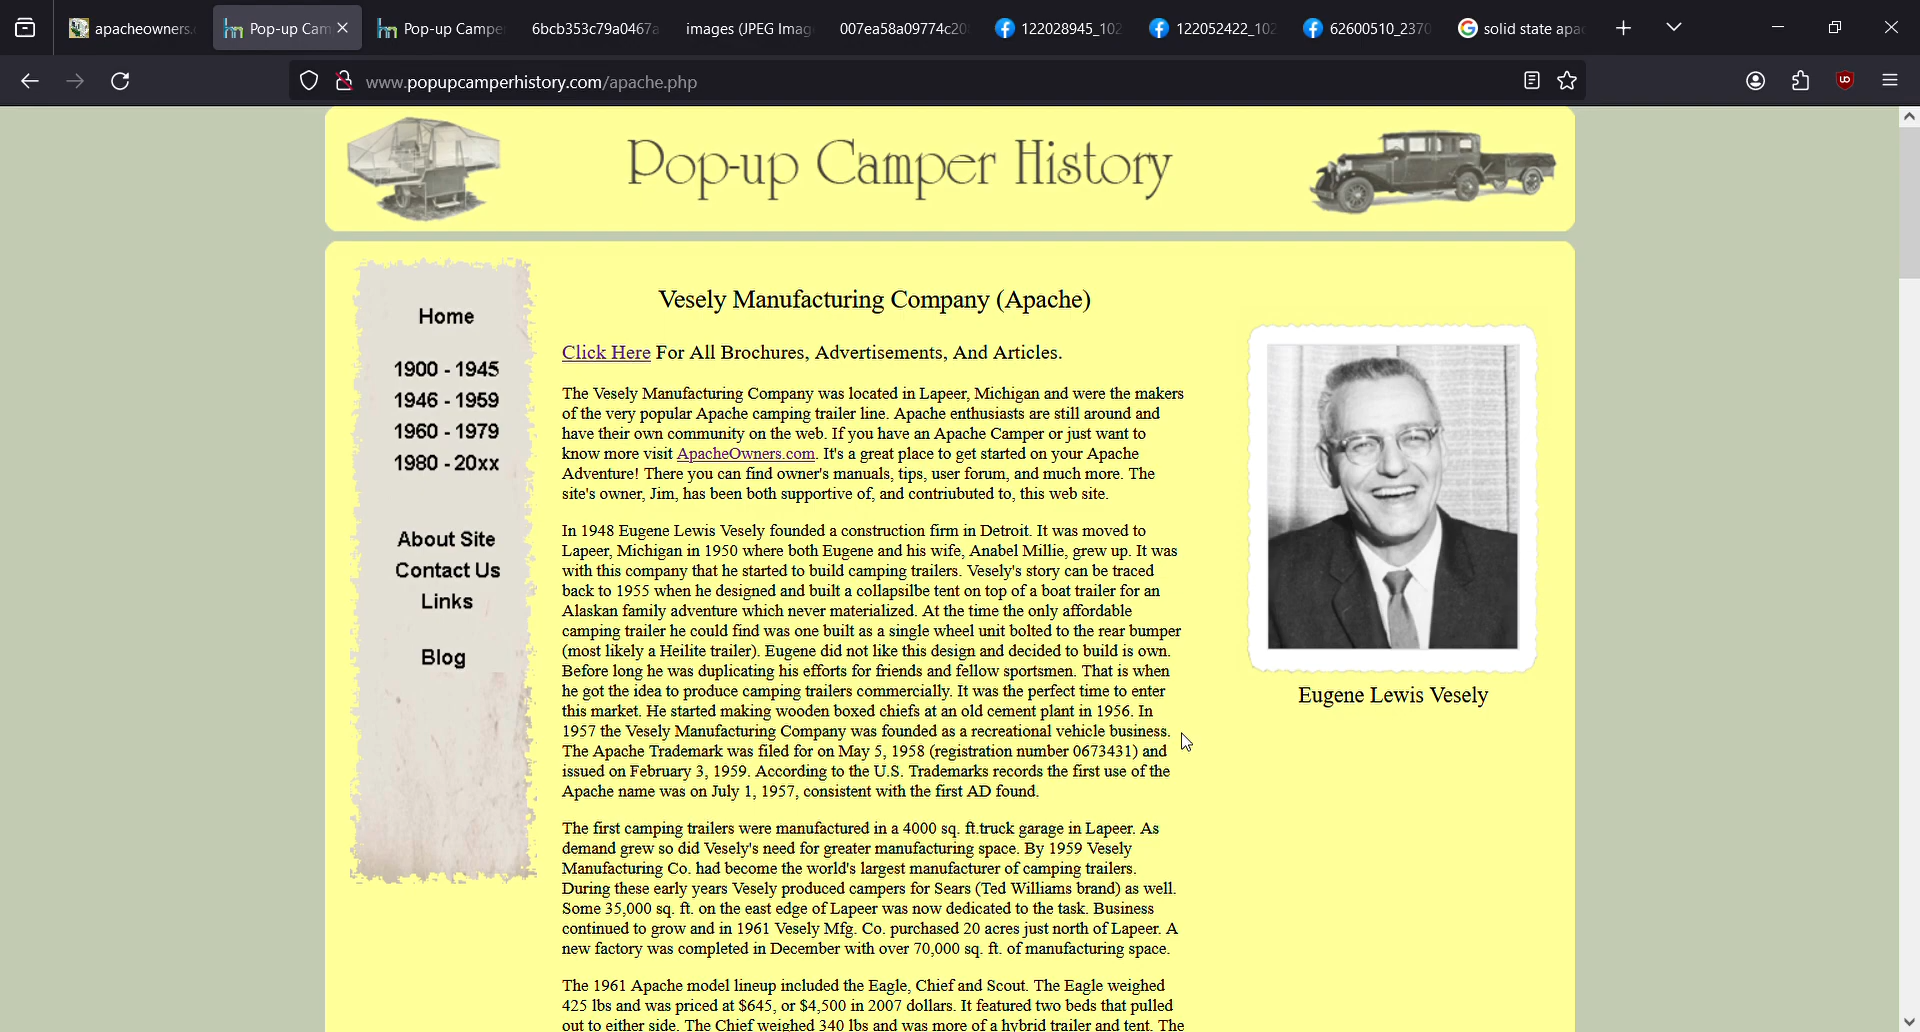 apacheowners.
Pop-up Cam
Pop-up Campe
6bcb353c79a0467a
images (JPEG Imag
007ea58a09774c20
122028945_102
122052422_102
62600510_2370
solid state apa
www.popupcamperhistory.com/apache.php
Pop-up Camper History
Home
1900 - 1945
1946 - 1959
1960 - 1979
1980 - 20xx
About Site
Contact Us
Links
Blog
Vesely Manufacturing Company (Apache)
Click Here For All Brochures, Advertisements, And Articles.
The Vesely Manufacturing Company was located in Lapeer, Michigan and were the makers
of the very popular Apache camping trailer line. Apache enthusiasts are still around and
have their own community on the web. If you have an Apache Camper or just want to
know more visit ApacheOwners.com. It's a great place to get started on your Apache
Adventure! There you can find owner's manuals, tips, user forum, and much more. The
site's owner, Jim, has been both supportive of, and contriubuted to, this web site.
In 1948 Eugene Lewis Vesely founded a construction firm in Detroit. It was moved to
Lapeer, Michigan in 1950 where both Eugene and his wife, Anabel Millie, grew up. It was
with this company that he started to build camping trailers. Vesely's story can be traced
back to 1955 when he designed and built a collapsilbe tent on top of a boat trailer for an
Alaskan family adventure which never materialized. At the time the only affordable
camping trailer he could find was one built as a single wheel unit bolted to the rear bumper
(most likely a Heilite trailer). Eugene did not like this design and decided to build is own.
Before long he was duplicating his efforts for friends and fellow sportsmen. That is when
he got the idea to produce camping trailers commercially. It was the perfect time to enter
this market. He started making wooden boxed chiefs at an old cement plant in 1956. In
1957 the Vesely Manufacturing Company was founded as a recreational vehicle business.
The Apache Trademark was filed for on May 5, 1958 (registration number 0673431) and
issued on February 3, 1959. According to the U.S. Trademarks records the first use of the
Apache name was on July 1, 1957, consistent with the first AD found.
The first camping trailers were manufactured in a 4000 sq. ft.truck garage in Lapeer. As
demand grew so did Vesely's need for greater manufacturing space. By 1959 Vesely
Manufacturing Co. had become the world's largest manufacturer of camping trailers.
During these early years Vesely produced campers for Sears (Ted Williams brand) as well.
Some 35,000 sq. ft. on the east edge of Lapeer was now dedicated to the task. Business
continued to grow and in 1961 Vesely Mfg. Co. purchased 20 acres just north of Lapeer. A
new factory was completed in December with over 70,000 sq. ft. of manufacturing space.
The 1961 Apache model lineup included the Eagle, Chief and Scout. The Eagle weighed
425 lbs and was priced at $645, or $4,500 in 2007 dollars. It featured two beds that pulled
out to either side. The Chief weighed 340 lbs and was more of a hybrid trailer and tent. The
Eugene Lewis Vesely